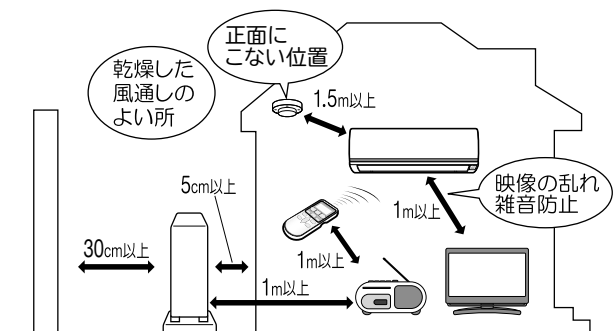 正面に
こない位置
乾燥した
風通しの
よい所
1.5m以上
5cm以上
映像の乱れ
雑音防止
1m以上
30cm以上
1m以上
1m以上